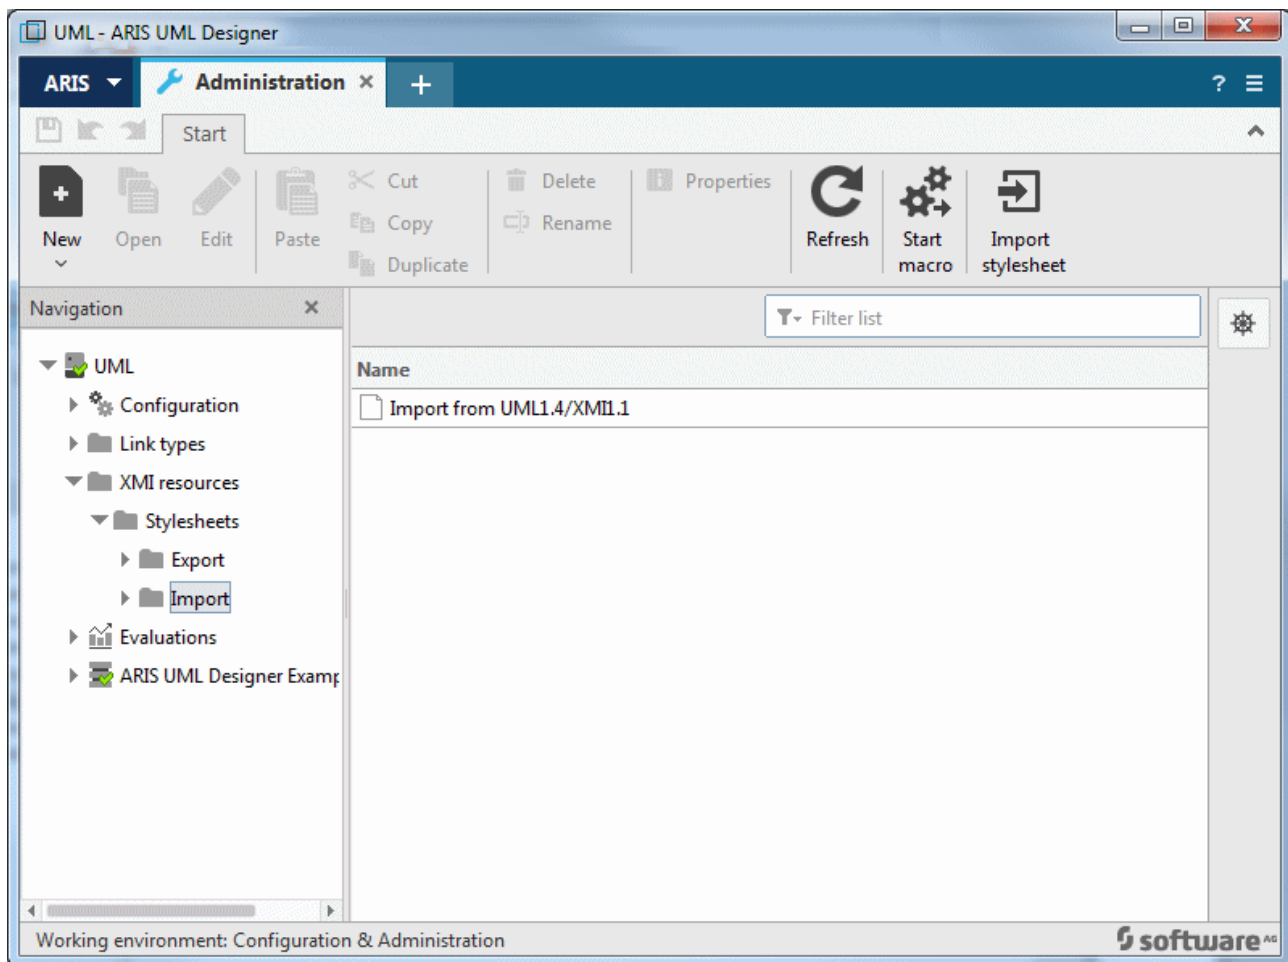 UML - ARIS UML Designer
ARIS
Administration
?
Start
New
Open
Edit
Paste
Cut
Copy
Duplicate
Delete
Rename
Properties
Refresh
Start
macro
Import
stylesheet
Navigation
Filter list
UML
Configuration
Link types
XMI resources
Stylesheets
Export
Import
Evaluations
ARIS UML Designer Examp
Name
Import from UML1.4/XMI1.1
Working environment: Configuration & Administration
software AG